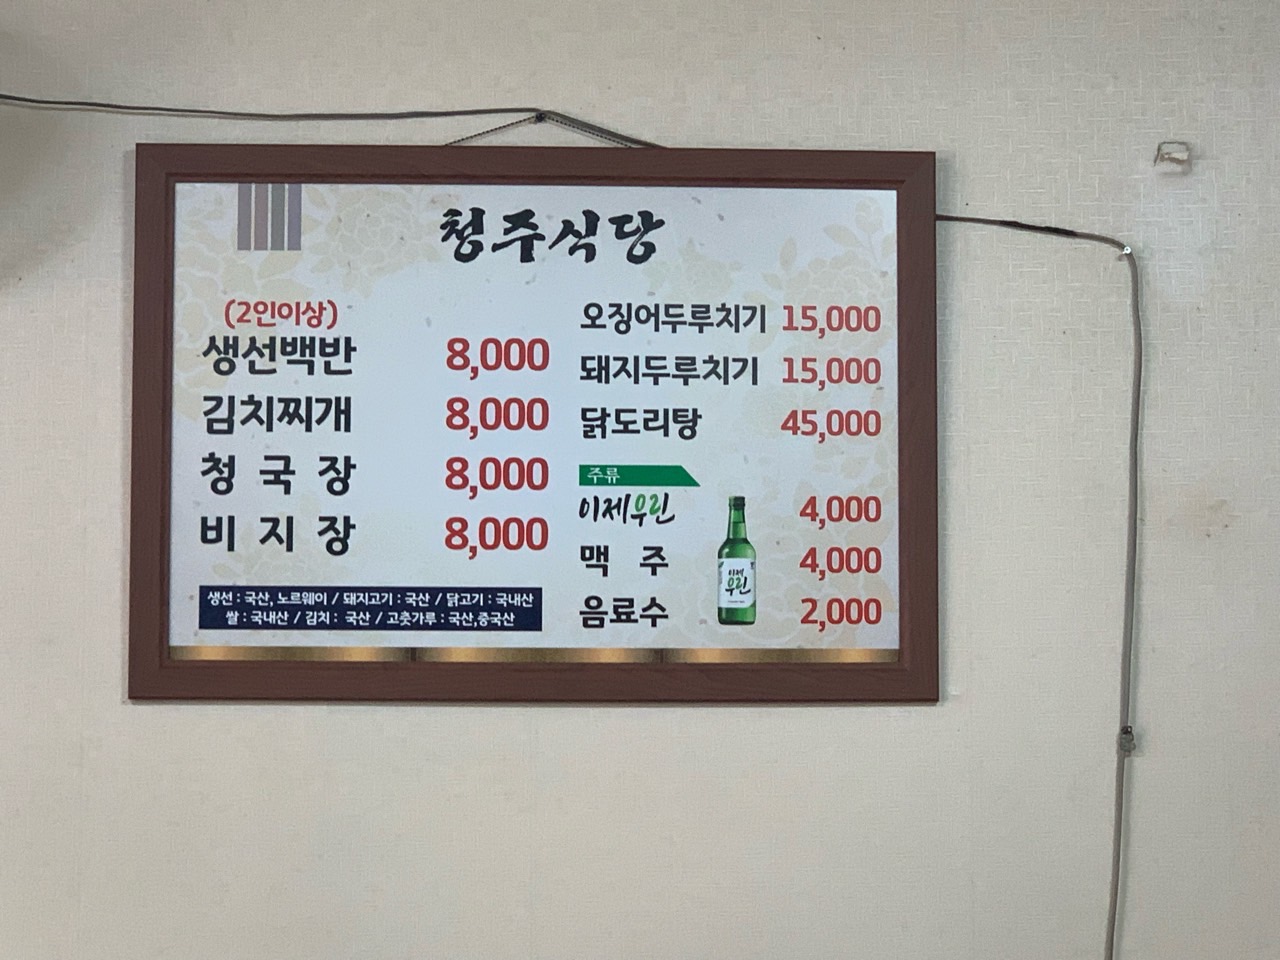 청주식당
(2인이상)
생선백반 8,000
김치찌개 8,000
청국장 8,000
비지장 8,000
생선 : 국산, 노르웨이 / 돼지고기 : 국산 / 닭고기 : 국내산
쌀 : 국내산 / 김치 : 국산 / 고춧가루 : 국산,중국산
오징어두루치기 15,000
돼지두루치기 15,000
닭도리탕 45,000
주류
이제우린 4,000
맥주 4,000
음료수 2,000
이제
우린